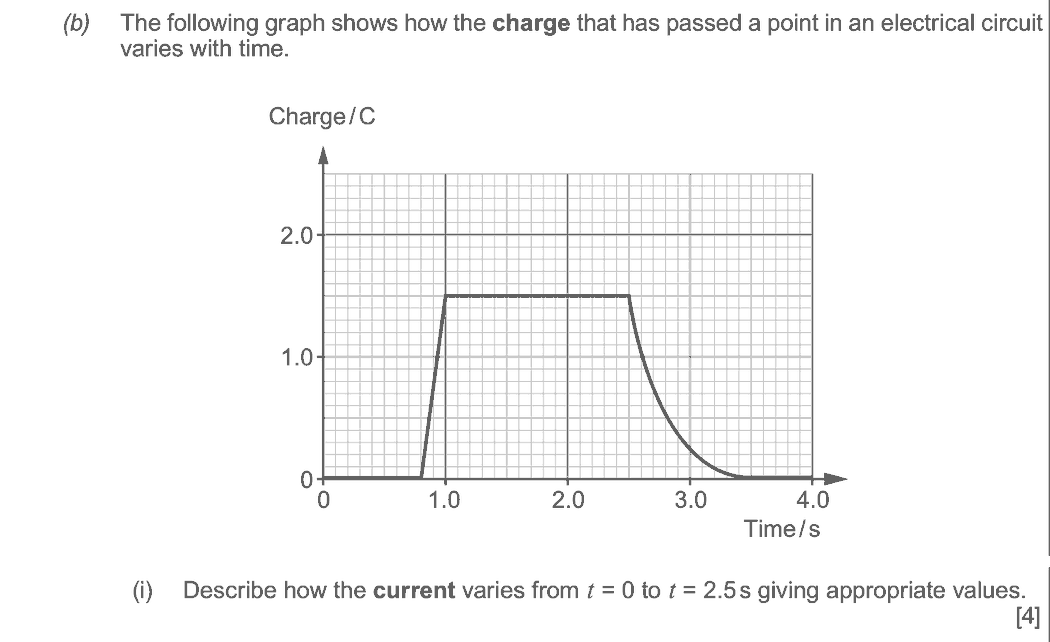 (b) The following graph shows how the charge that has passed a point in an electrical circuit
varies with time.
Charge / C
2.0
1.0
0
0 1.0 2.0 3.0 4.0
Time / s
(i) Describe how the current varies from t = 0 to t = 2.5 s giving appropriate values.
[4]